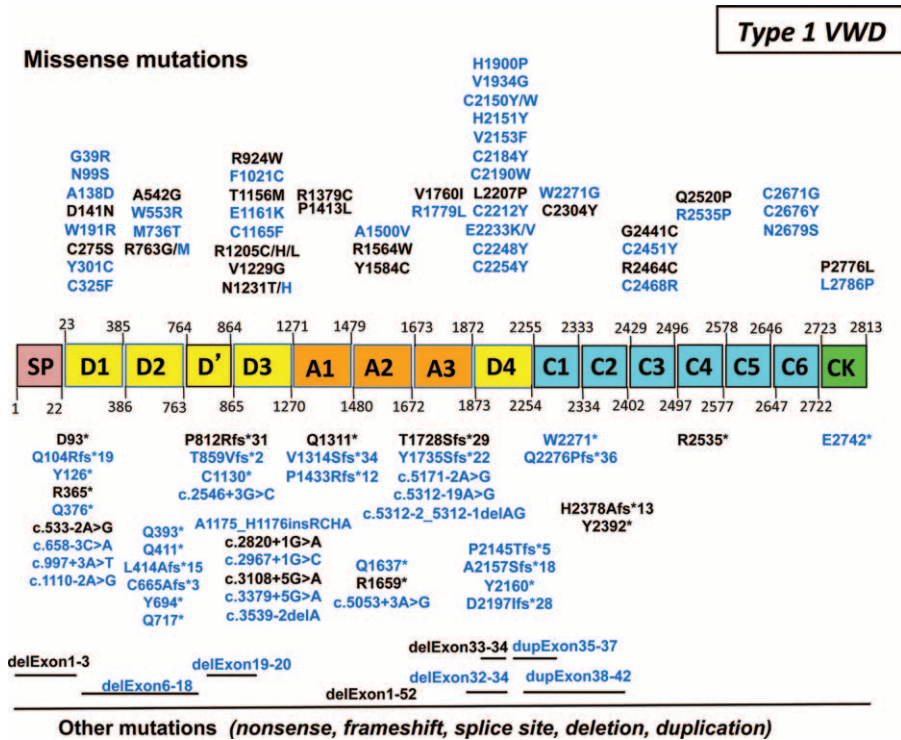 Type 1 VWD
Missense mutations
G39R
N99S
A138D
D141N
W191R
C275S
Y301C
C325F
A542G
W553R
M736T
R763G/M
R924W
F1021C
T1156M
E1161K
C1165F
R1205C/H/L
V1229G
N1231T/H
R1379C
P1413L
A1500V
R1564W
Y1584C
V1760I
R1779L
H1900P
V1934G
C2150Y/W
H2151Y
V2153F
C2184Y
C2190W
L2207P
C2212Y
E2233K/V
C2248Y
C2254Y
W2271G
C2304Y
G2441C
C2451Y
R2464C
C2468R
Q2520P
R2535P
C2671G
C2676Y
N2679S
P2776L
L2786P
23 385 764 864 1271 1479 1673 1872 2255 2333 2429 2496 2578 2646 2723 2813
SP D1 D2 D' D3 A1 A2 A3 D4 C1 C2 C3 C4 C5 C6 CK
1 22 386 763 865 1270 1480 1672 1873 2254 2334 2402 2497 2577 2647 2722
D93*
Q104Rfs*19
Y126*
R365*
Q376*
c.533-2A>G
c.658-3C>A
c.997+3A>T
c.1110-2A>G
Q393*
Q411*
L414Afs*15
C665Afs*3
Y694*
Q717*
P812Rfs*31
T859Vfs*2
C1130*
c.2546+3G>C
A1175_H1176insRCHA
c.2820+1G>A
c.2967+1G>C
c.3108+5G>A
c.3379+5G>A
c.3539-2delA
Q1311*
V1314Sfs*34
P1433Rfs*12
Q1637*
R1659*
c.5053+3A>G
T1728Sfs*29
Y1735Sfs*22
c.5171-2A>G
c.5312-19A>G
c.5312-2_5312-1delAG
P2145Tfs*5
A2157Sfs*18
Y2160*
D2197Ifs*28
W2271*
Q2276Pfs*36
H2378Afs*13
Y2392*
R2535*
E2742*
delExon1-3
delExon6-18
delExon19-20
delExon1-52
delExon33-34
delExon32-34
dupExon35-37
dupExon38-42
Other mutations (nonsense, frameshift, splice site, deletion, duplication)